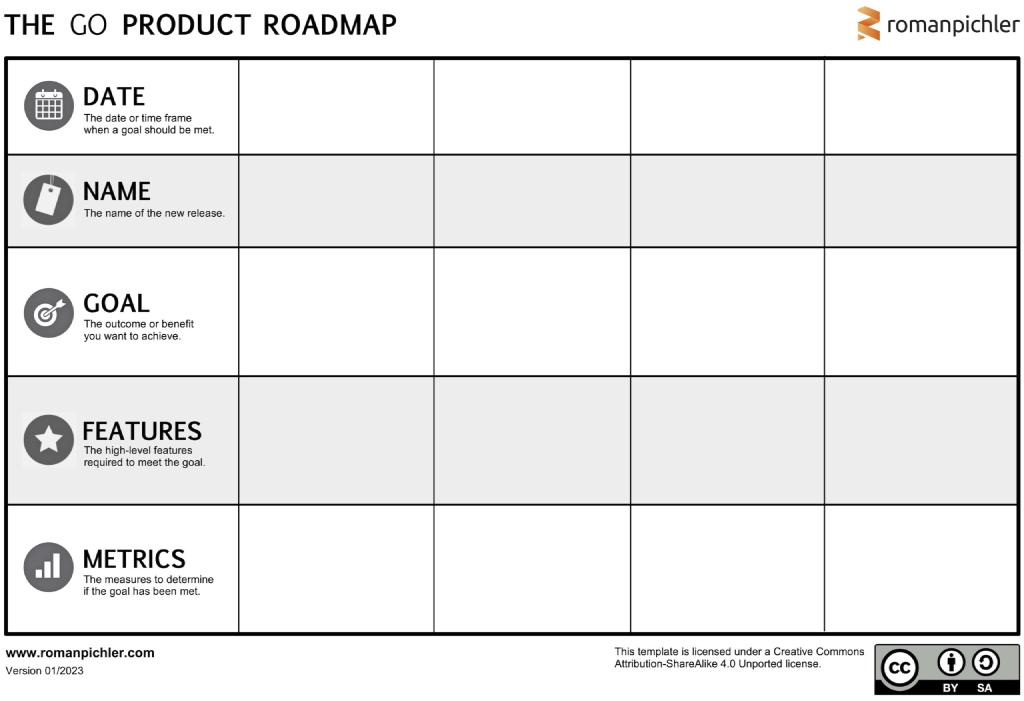 THE GO PRODUCT ROADMAP
romanpichler
DATE
The date or time frame
when a goal should be met.
NAME
The name of the new release.
GOAL
The outcome or benefit
you want to achieve.
FEATURES
The high-level features
required to meet the goal.
METRICS
The measures to determine
if the goal has been met.
www.romanpichler.com
Version 01/2023
This template is licensed under a Creative Commons
Attribution-ShareAlike 4.0 Unported license.
cc
BY SA